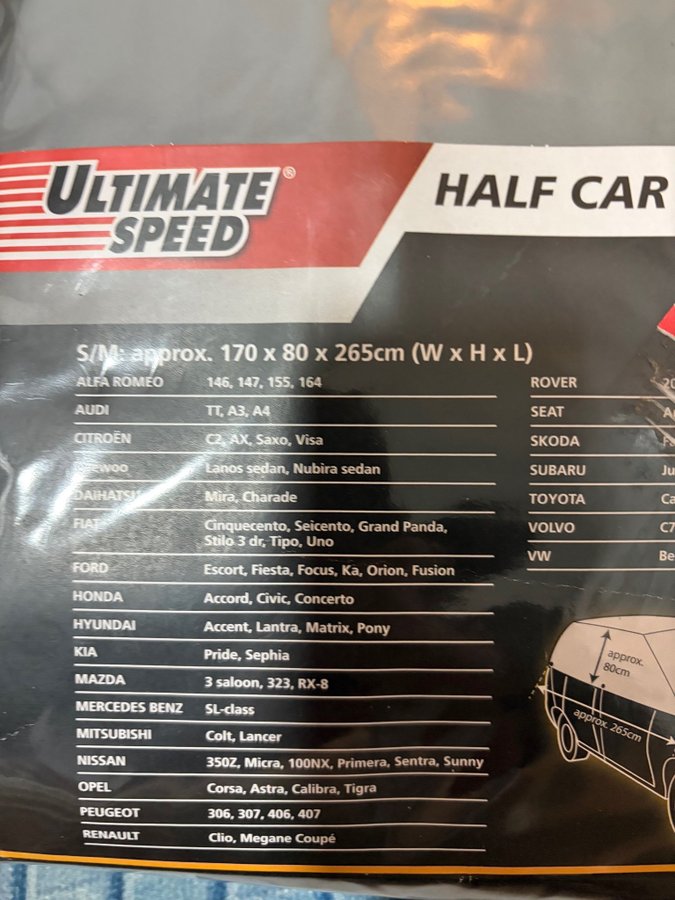 ULTIMATE
SPEED®
HALF CAR
S/M: approx. 170 x 80 x 265cm (W x H x L)
ALFA ROMEO 146, 147, 155, 164
AUDI TT, A3, A4
CITROËN C2, AX, Saxo, Visa
Lanos sedan, Nubira sedan
DAIHATSU Mira, Charade
FIAT Cinquecento, Seicento, Grand Panda,
Stilo 3 dr, Tipo, Uno
FORD Escort, Fiesta, Focus, Ka, Orion, Fusion
HONDA Accord, Civic, Concerto
HYUNDAI Accent, Lantra, Matrix, Pony
KIA Pride, Sephia
MAZDA 3 saloon, 323, RX-8
MERCEDES BENZ SL-class
MITSUBISHI Colt, Lancer
NISSAN 350Z, Micra, 100NX, Primera, Sentra, Sunny
OPEL Corsa, Astra, Calibra, Tigra
PEUGEOT 306, 307, 406, 407
RENAULT Clio, Megane Coupé
ROVER
SEAT
SKODA
SUBARU
TOYOTA
VOLVO
VW
approx.
80cm
approx. 265cm